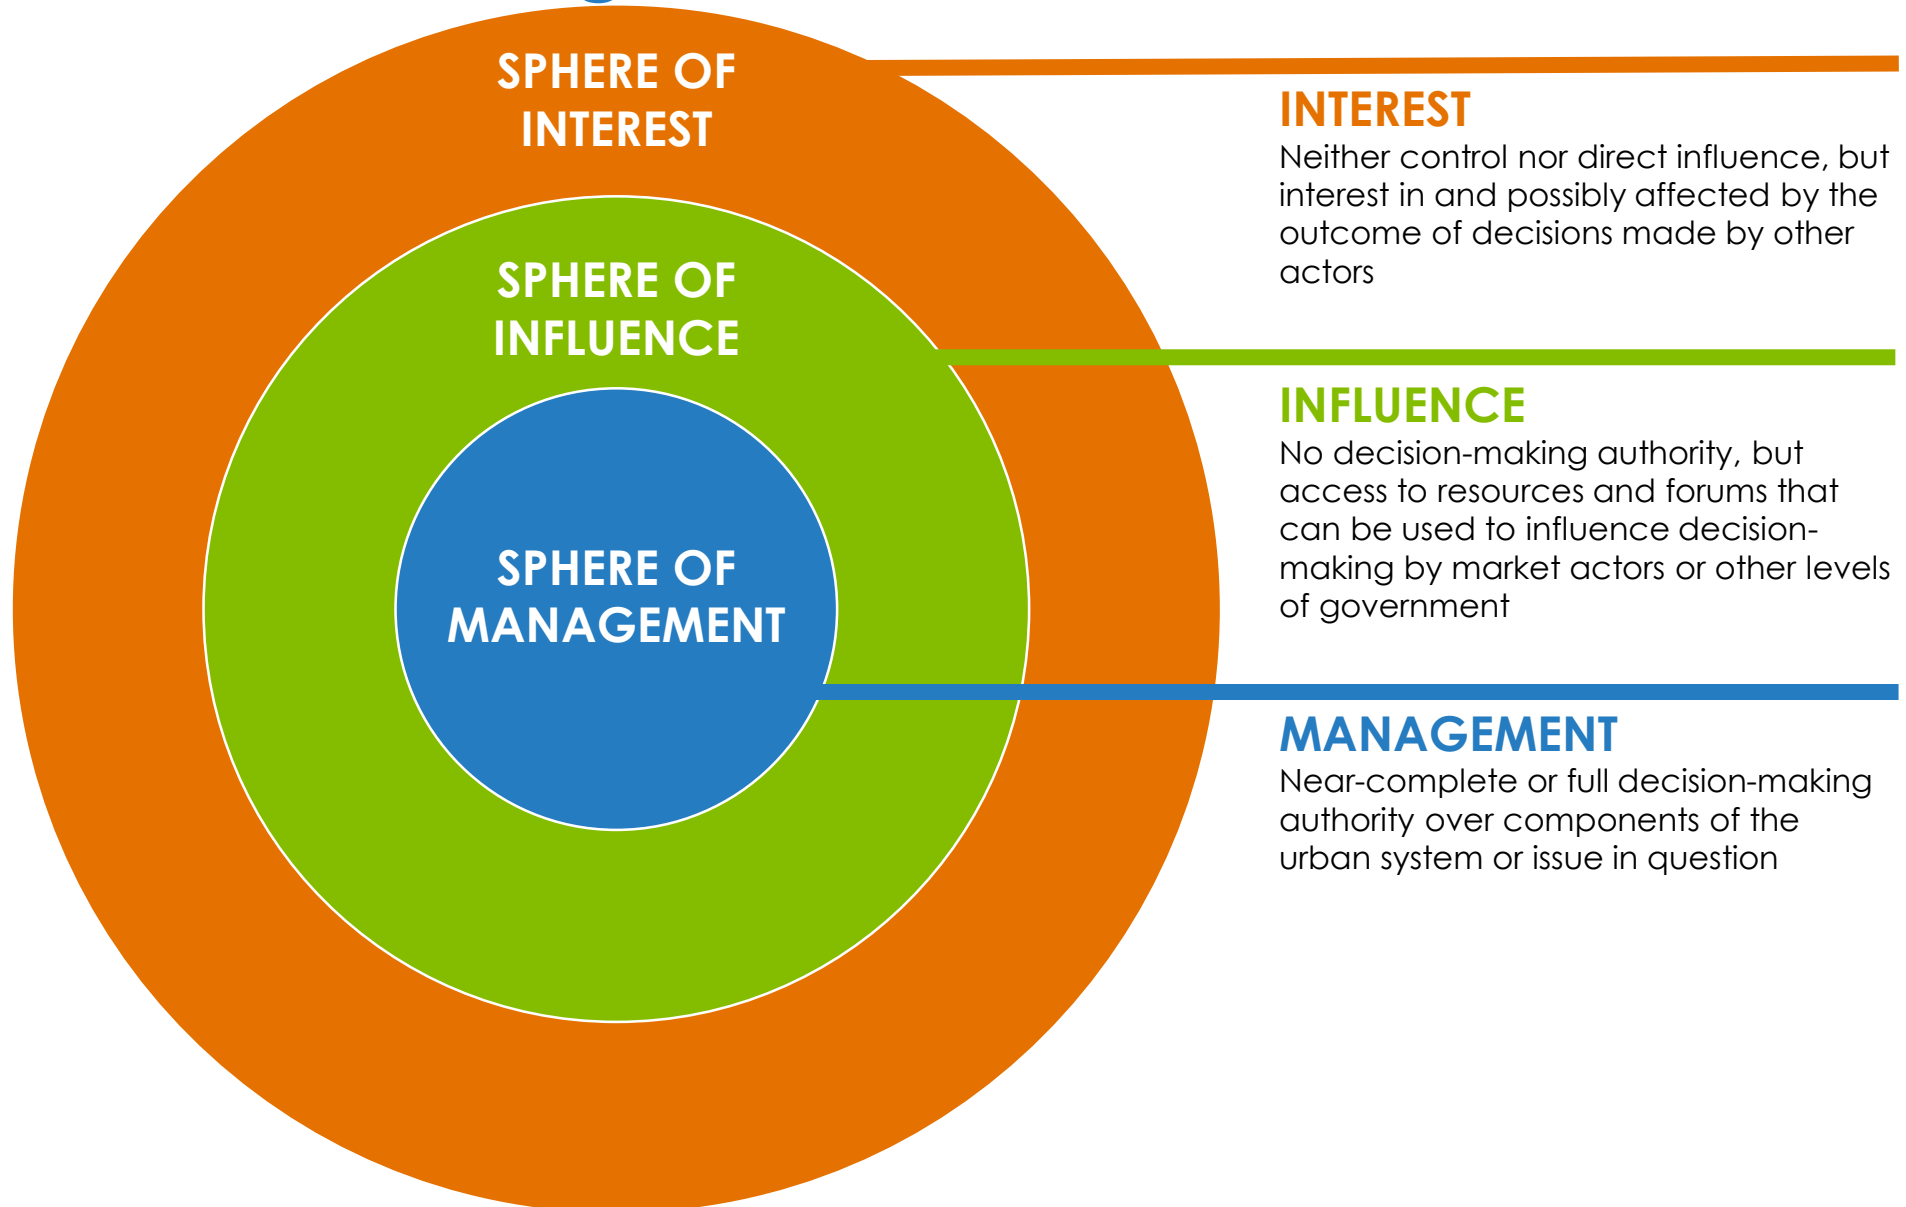 SPHERE OF
INTEREST
SPHERE OF
INFLUENCE
SPHERE OF
MANAGEMENT
INTEREST
Neither control nor direct influence, but
interest in and possibly affected by the
outcome of decisions made by other
actors
INFLUENCE
No decision-making authority, but
access to resources and forums that
can be used to influence decision-
making by market actors or other levels
of government
MANAGEMENT
Near-complete or full decision-making
authority over components of the
urban system or issue in question